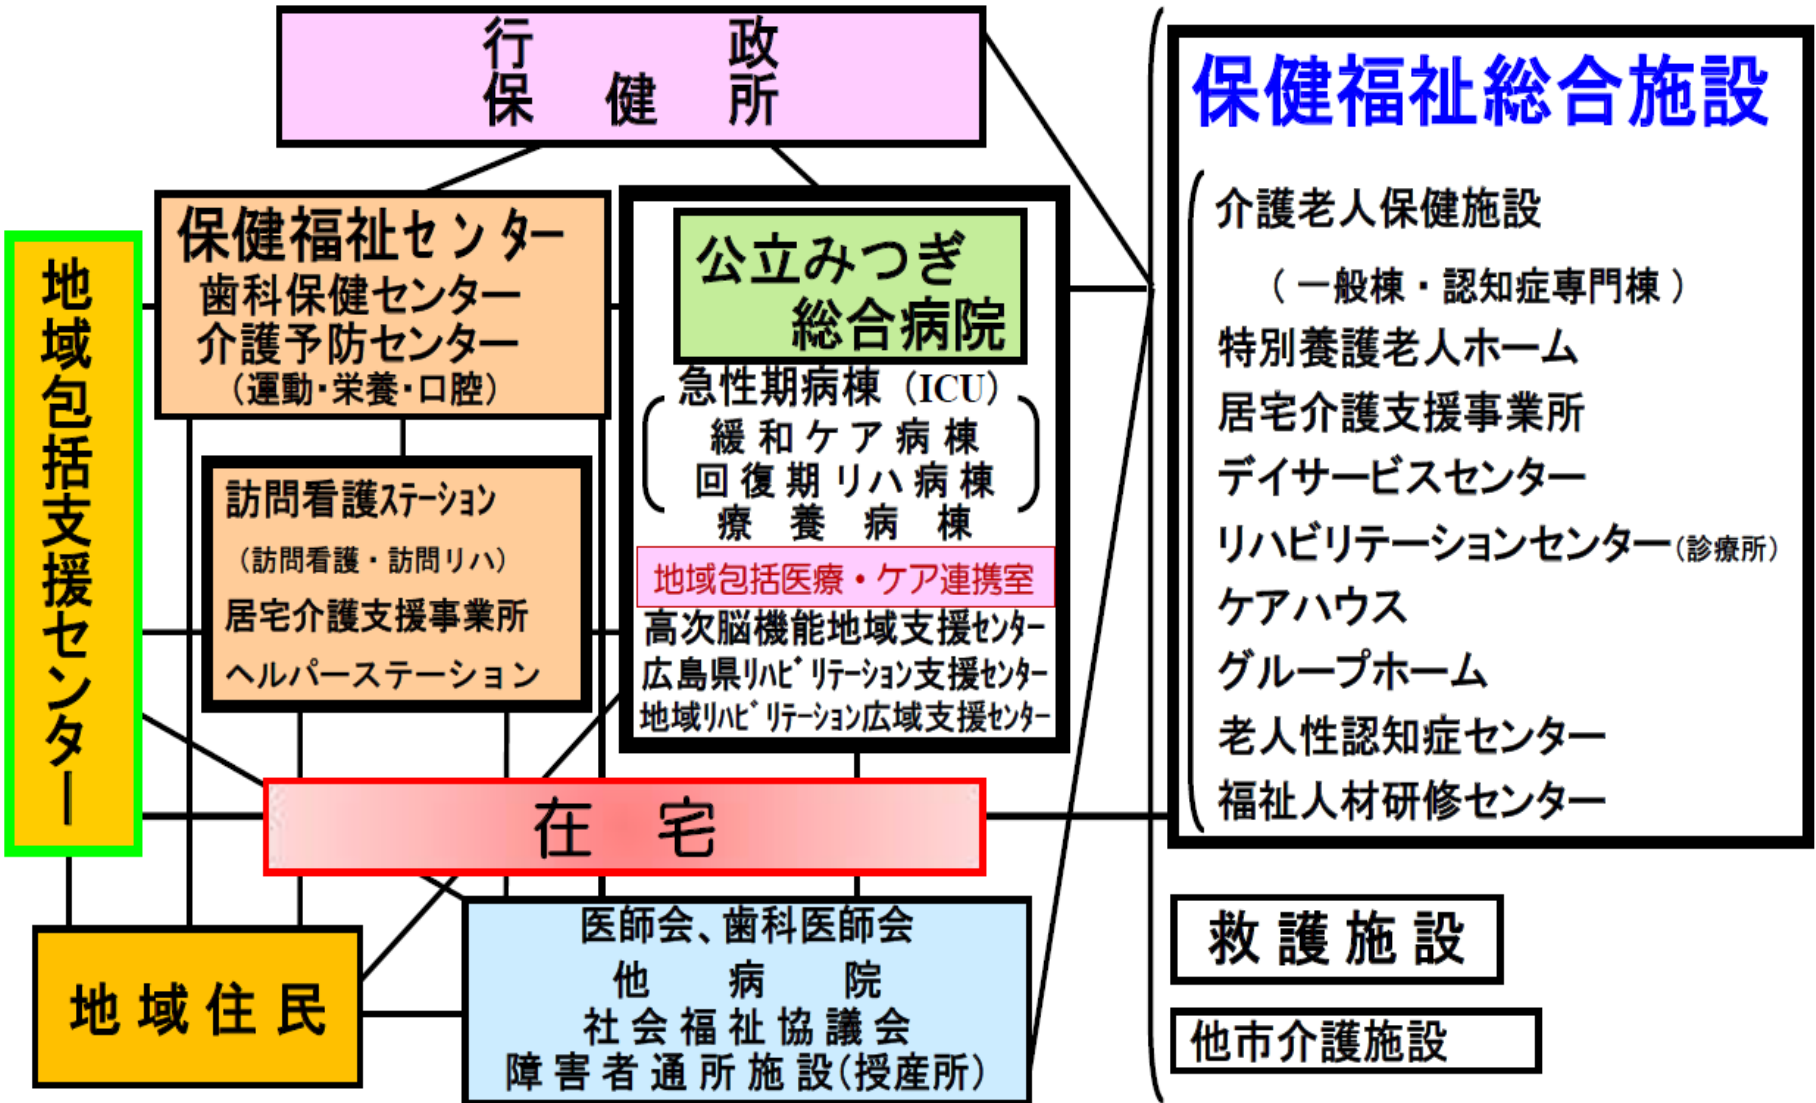 行政
保健所
保健福祉センター
歯科保健センター
介護予防センター
（運動・栄養・口腔）
地域包括支援センター
訪問看護ステーション
（訪問看護・訪問リハ）
居宅介護支援事業所
ヘルパーステーション
公立みつぎ
総合病院
急性期病棟（ICU）
緩和ケア病棟
回復期リハ病棟
療養病棟
地域包括医療・ケア連携室
高次脳機能地域支援センター
広島県リハビリテーション支援センター
地域リハビリテーション広域支援センター
在宅
地域住民
医師会、歯科医師会
他病院
社会福祉協議会
障害者通所施設（授産所）
保健福祉総合施設
介護老人保健施設
（一般棟・認知症専門棟）
特別養護老人ホーム
居宅介護支援事業所
デイサービスセンター
リハビリテーションセンター（診療所）
ケアハウス
グループホーム
老人性認知症センター
福祉人材研修センター
救護施設
他市介護施設